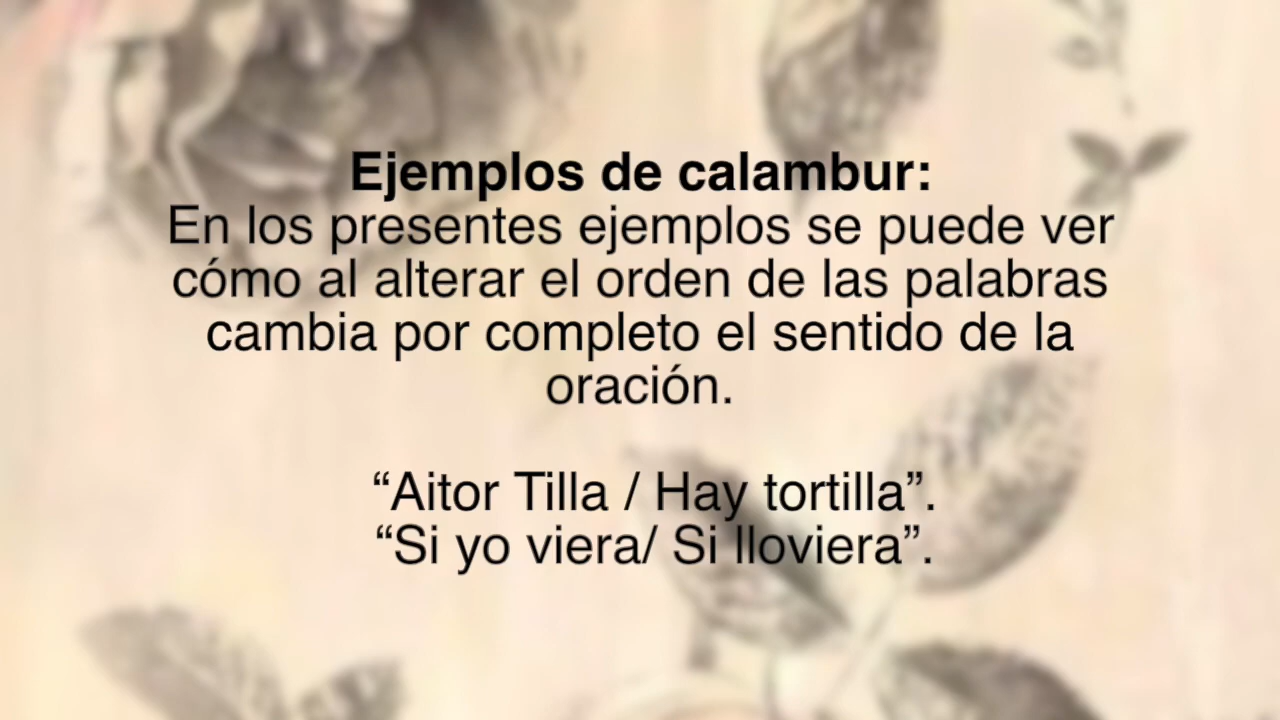 Ejemplos de calambur:
En los presentes ejemplos se puede ver
cómo al alterar el orden de las palabras
cambia por completo el sentido de la
oración.
“Aitor Tilla / Hay tortilla”.
“Si yo viera/ Si lloviera”.